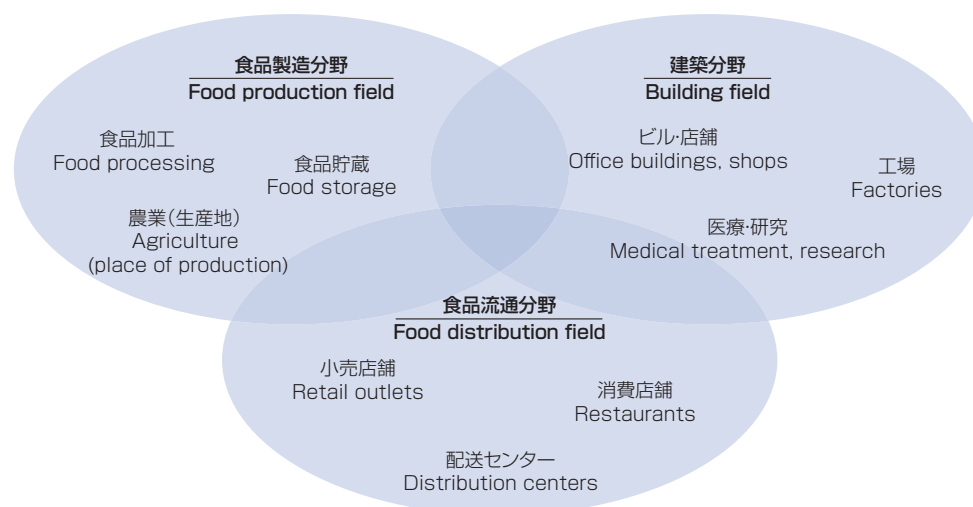 食品製造分野
Food production field
食品加工
Food processing
食品貯蔵
Food storage
農業(生産地)
Agriculture
(place of production)
建築分野
Building field
ビル・店舗
Office buildings, shops
工場
Factories
医療・研究
Medical treatment, research
食品流通分野
Food distribution field
小売店舗
Retail outlets
消費店舗
Restaurants
配送センター
Distribution centers